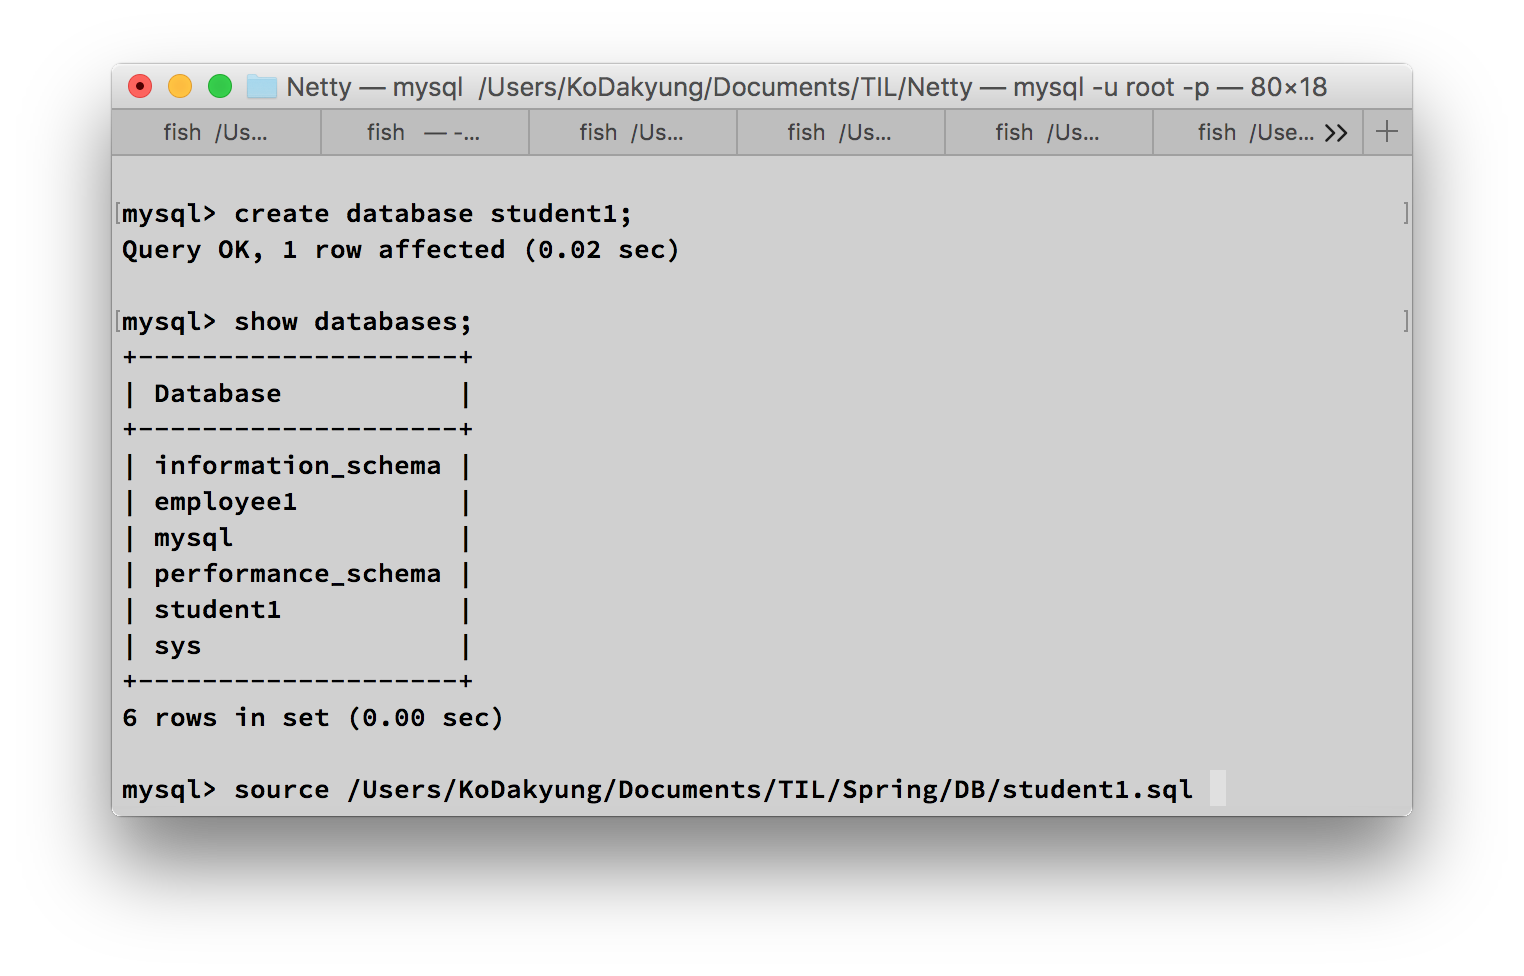 Netty — mysql  /Users/KoDakyung/Documents/TIL/Netty — mysql -u root -p — 80×18
fish  /Us... fish  — -... fish  /Us... fish  /Us... fish  /Us... fish  /Use... >> +
[mysql> create database student1; ]
Query OK, 1 row affected (0.02 sec)
[mysql> show databases; ]
+--------------------+
| Database           |
+--------------------+
| information_schema |
| employee1          |
| mysql              |
| performance_schema |
| student1           |
| sys                |
+--------------------+
6 rows in set (0.00 sec)
mysql> source /Users/KoDakyung/Documents/TIL/Spring/DB/student1.sql